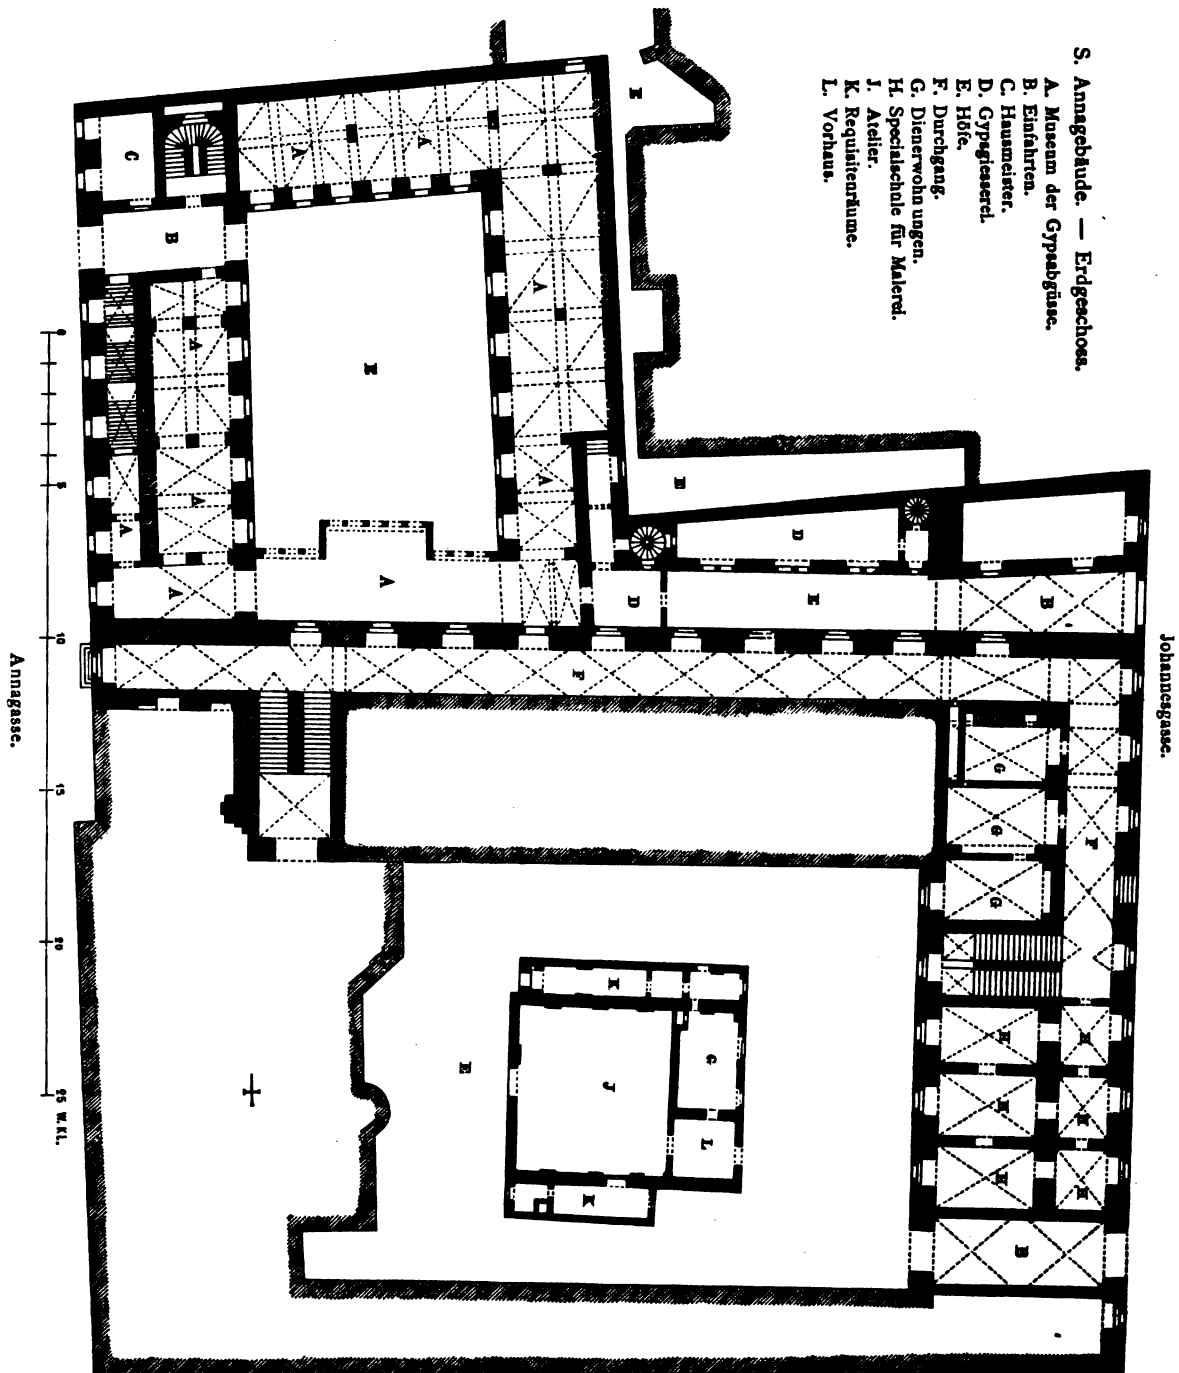 S. Annagebäude. — Erdgeschoss.
A. Museum der Gypsabgüsse.
B. Einfahrten.
C. Hausmeister.
D. Gypsgiesserei.
E. Höfe.
F. Durchgang.
G. Dienerwohnungen.
H. Specialschule für Malerei.
J. Atelier.
K. Requisitenräume.
L. Vorhaus.
Johannesgasse.
Annagasse.
0 5 10 15 20 25 W. Kl.
E
C
A
A
B
A
A
E
A
A
E
A
A
D
A
A
D
E
B
F
G
G
F
G
K
H
H
E
G
J
H
H
L
H
H
K
B